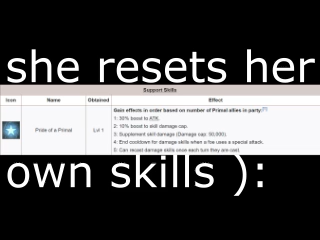 she resets her
Support Skills
Icon Name Obtained Effect
Gain effects in order based on number of Primal allies in party:
1: 30% boost to ATK.
2: 10% boost to skill damage cap.
Pride of a Primal Lvl 1
3: Supplement skill damage (Damage cap: 50,000).
4: End cooldown for damage skills when a foe uses a special attack.
5: Can recast damage skills once each turn they are cast.
own skills ):